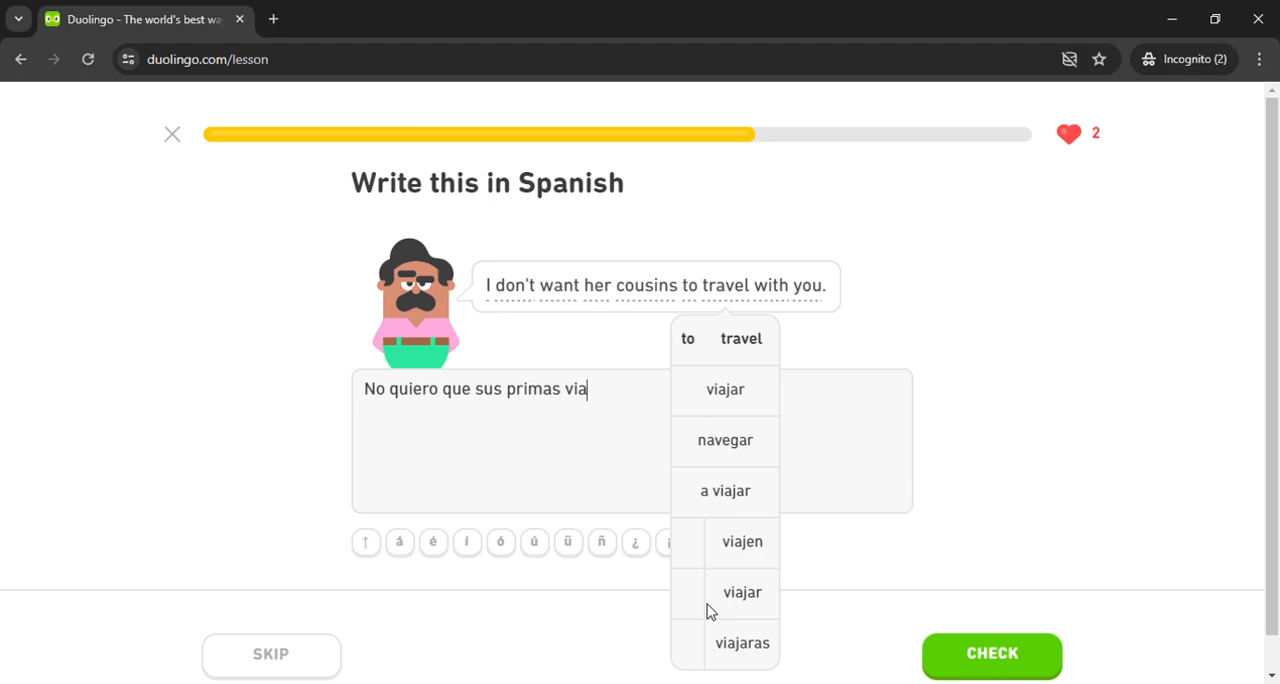 Duolingo - The world's best wa
duolingo.com/lesson
Incognito (2)
2
Write this in Spanish
I don't want her cousins to travel with you.
to travel
viajar
No quiero que sus primas via
navegar
a viajar
↑ á é í ó ú ü ñ ¿ ¡
viajen
viajar
viajaras
SKIP
CHECK